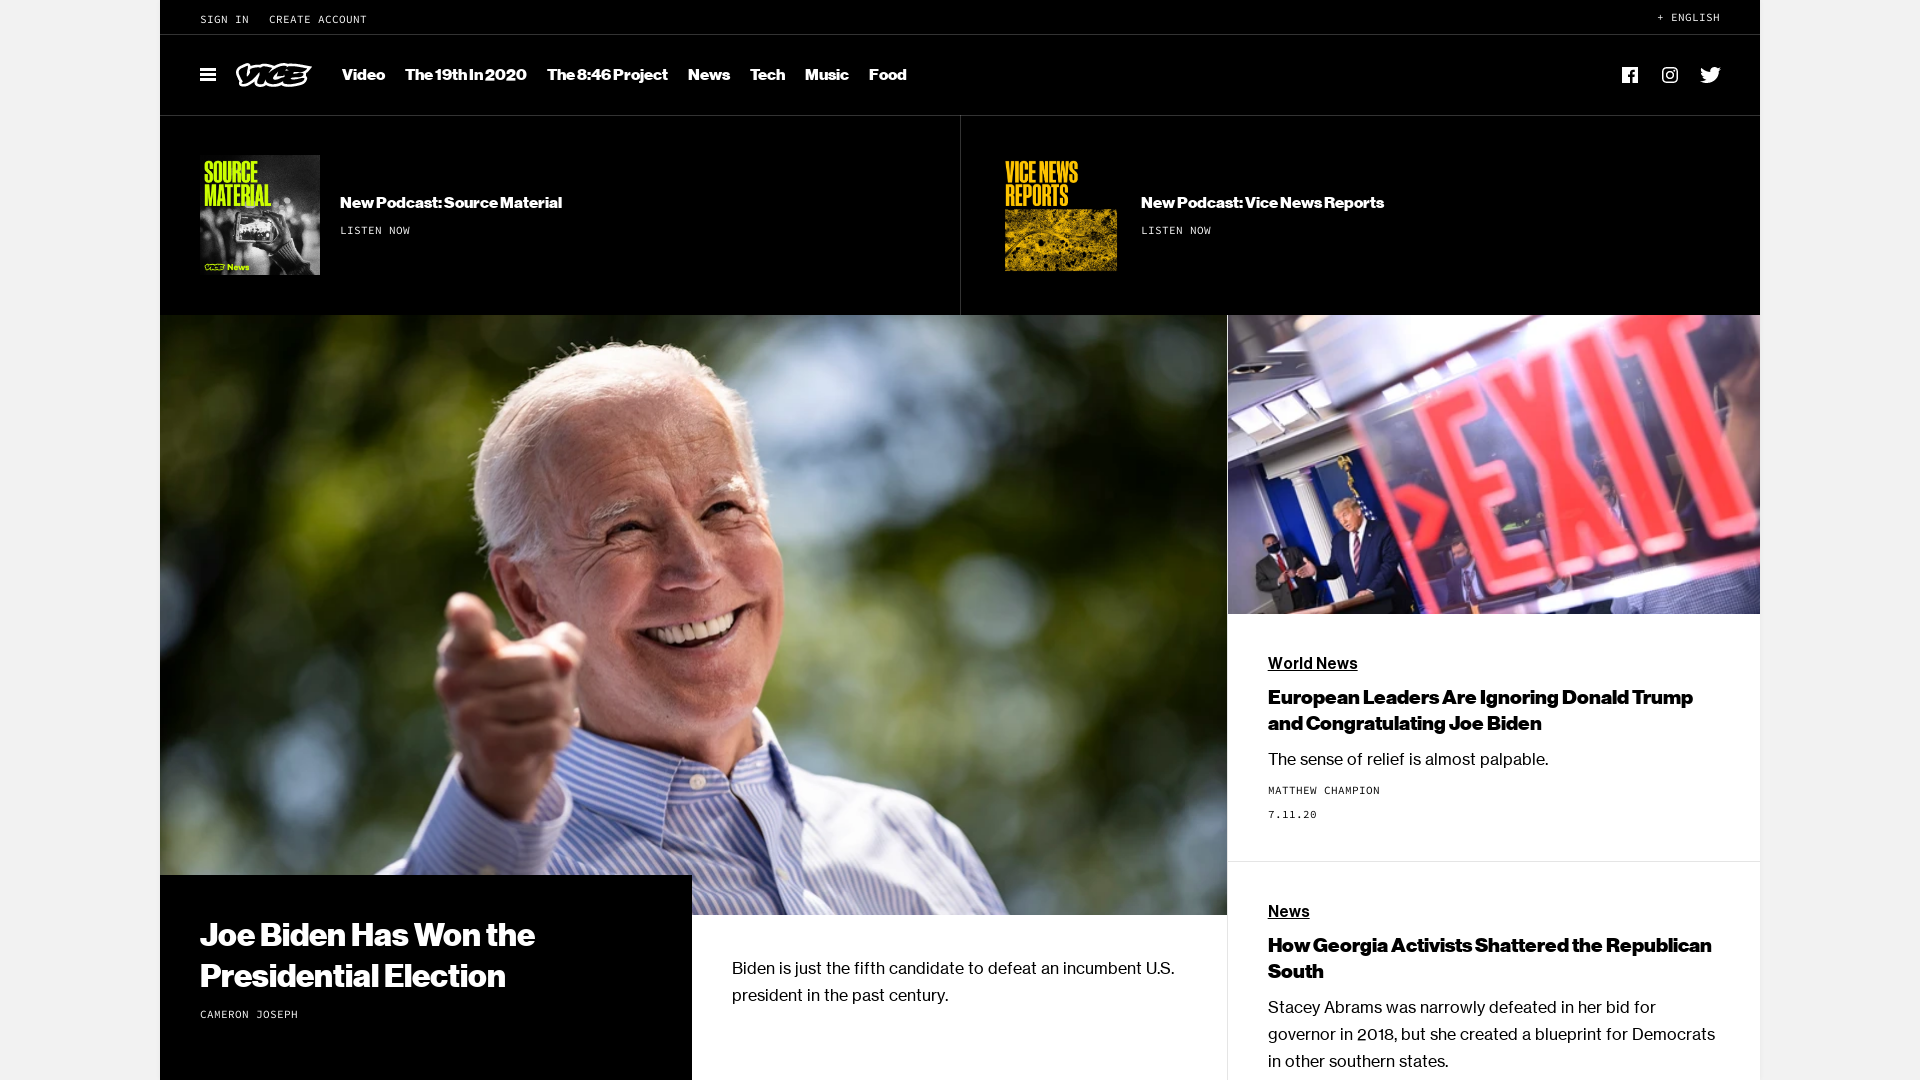 SIGN IN
CREATE ACCOUNT
+ ENGLISH
VICE
Video
The 19th In 2020
The 8:46 Project
News
Tech
Music
Food
SOURCE
MATERIAL
VICE News
New Podcast: Source Material
LISTEN NOW
VICE NEWS
REPORTS
New Podcast: Vice News Reports
LISTEN NOW
EXIT
Joe Biden Has Won the
Presidential Election
CAMERON JOSEPH
Biden is just the fifth candidate to defeat an incumbent U.S.
president in the past century.
World News
European Leaders Are Ignoring Donald Trump
and Congratulating Joe Biden
The sense of relief is almost palpable.
MATTHEW CHAMPION
7.11.20
News
How Georgia Activists Shattered the Republican
South
Stacey Abrams was narrowly defeated in her bid for
governor in 2018, but she created a blueprint for Democrats
in other southern states.